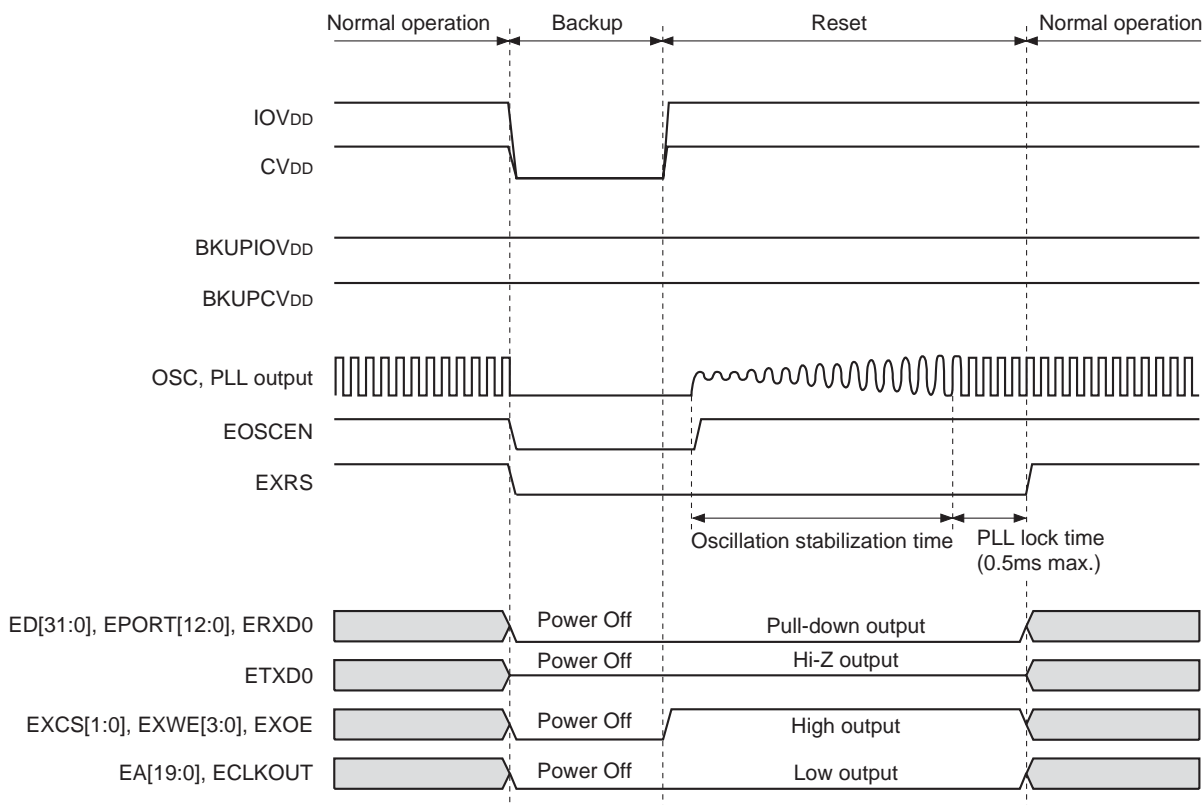 Normal operation Backup Reset Normal operation
IOVDD
CVDD
BKUPIOVDD
BKUPCVDD
OSC, PLL output
EOSCEN
EXRS
Oscillation stabilization time PLL lock time
(0.5ms max.)
ED[31:0], EPORT[12:0], ERXD0 Power Off Pull-down output
ETXD0 Power Off Hi-Z output
EXCS[1:0], EXWE[3:0], EXOE Power Off High output
EA[19:0], ECLKOUT Power Off Low output